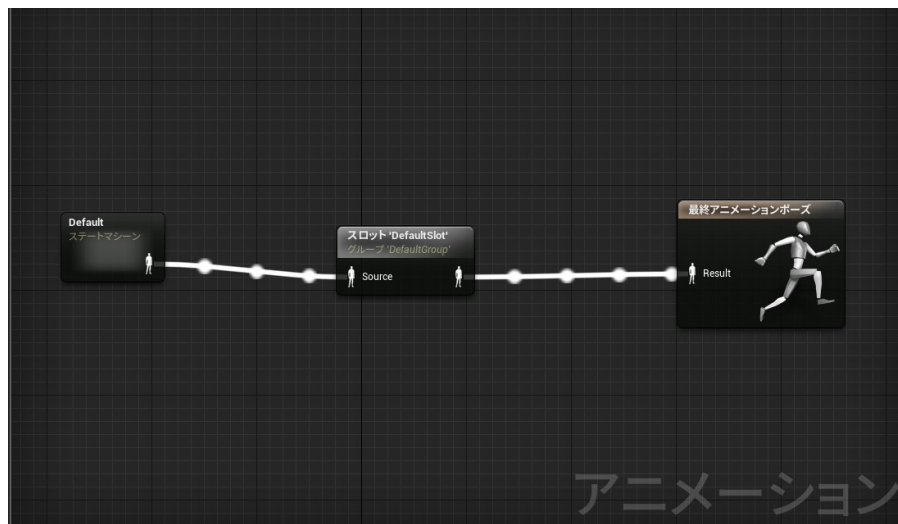 Default
ステートマシーン
スロット 'DefaultSlot'
グループ 'DefaultGroup'
Source
最終アニメーションポーズ
Result
アニメーション